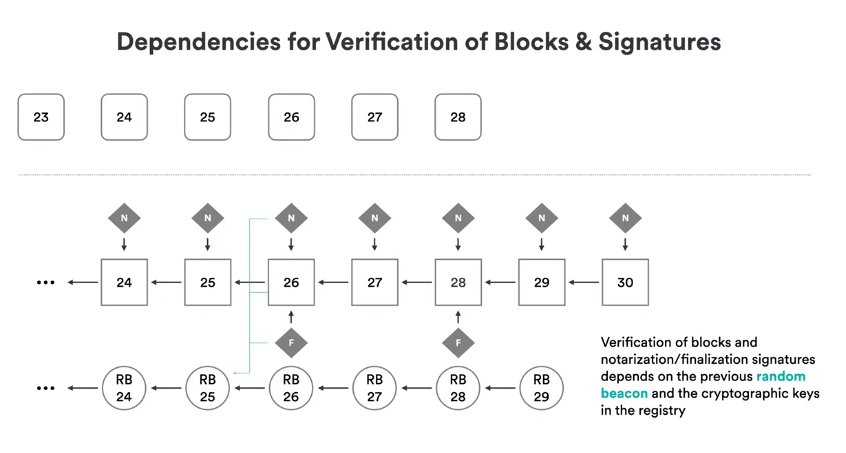 Dependencies for Verification of Blocks & Signatures
23 24 25 26 27 28
N N N N N N N
... 24 25 26 27 28 29 30
F F
Verification of blocks and
notarization/finalization signatures
depends on the previous random
beacon and the cryptographic keys
in the registry
... RB RB RB RB RB RB
24 25 26 27 28 29